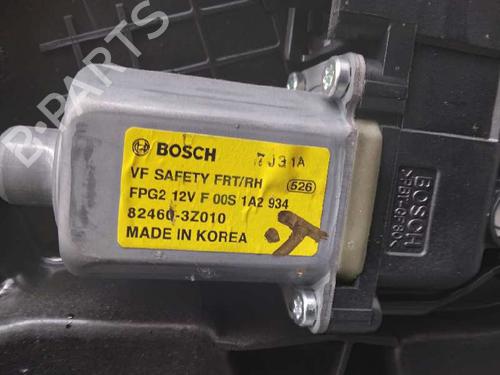 B-PARTS
BOSCH 7J31A
VF SAFETY FRT/RH
526
FPG2 12V F 00S 1A2 934
82460-3Z010
MADE IN KOREA
BOSCH